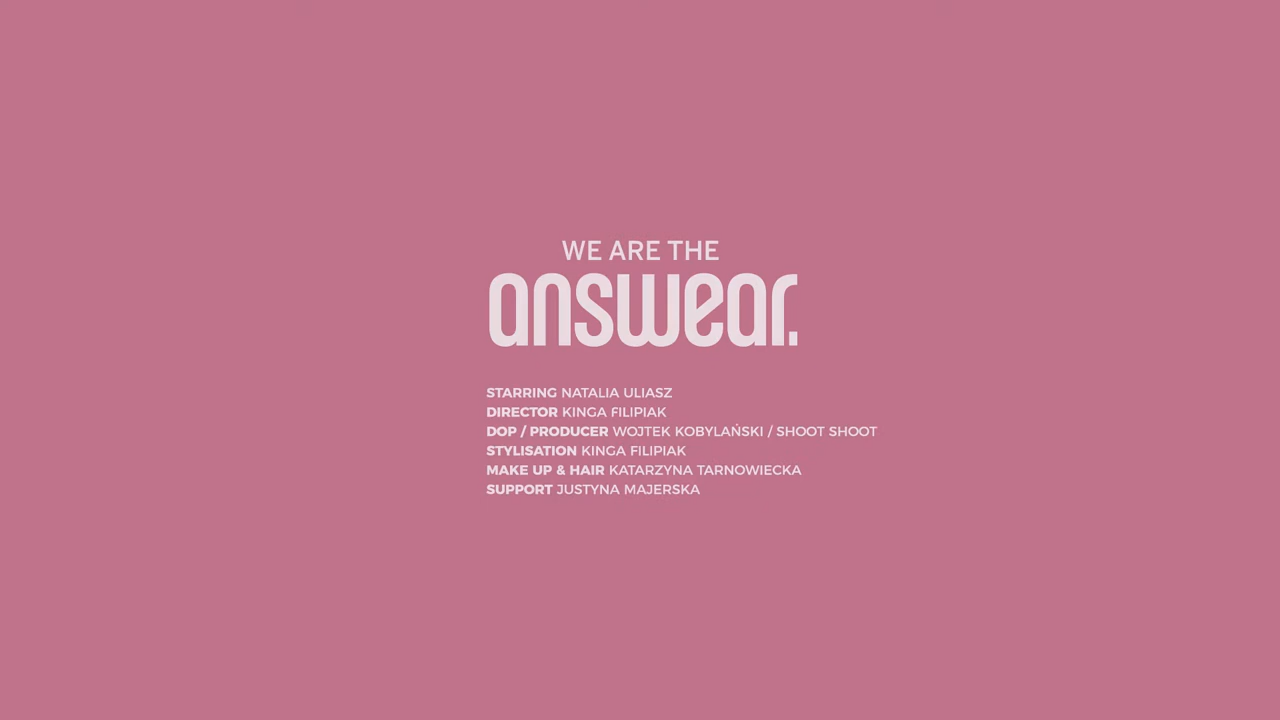 WE ARE THE
answear.
STARRING NATALIA ULIASZ
DIRECTOR KINGA FILIPIAK
DOP / PRODUCER WOJTEK KOBYLAŃSKI / SHOOT SHOOT
STYLISATION KINGA FILIPIAK
MAKE UP & HAIR KATARZYNA TARNOWIECKA
SUPPORT JUSTYNA MAJERSKA